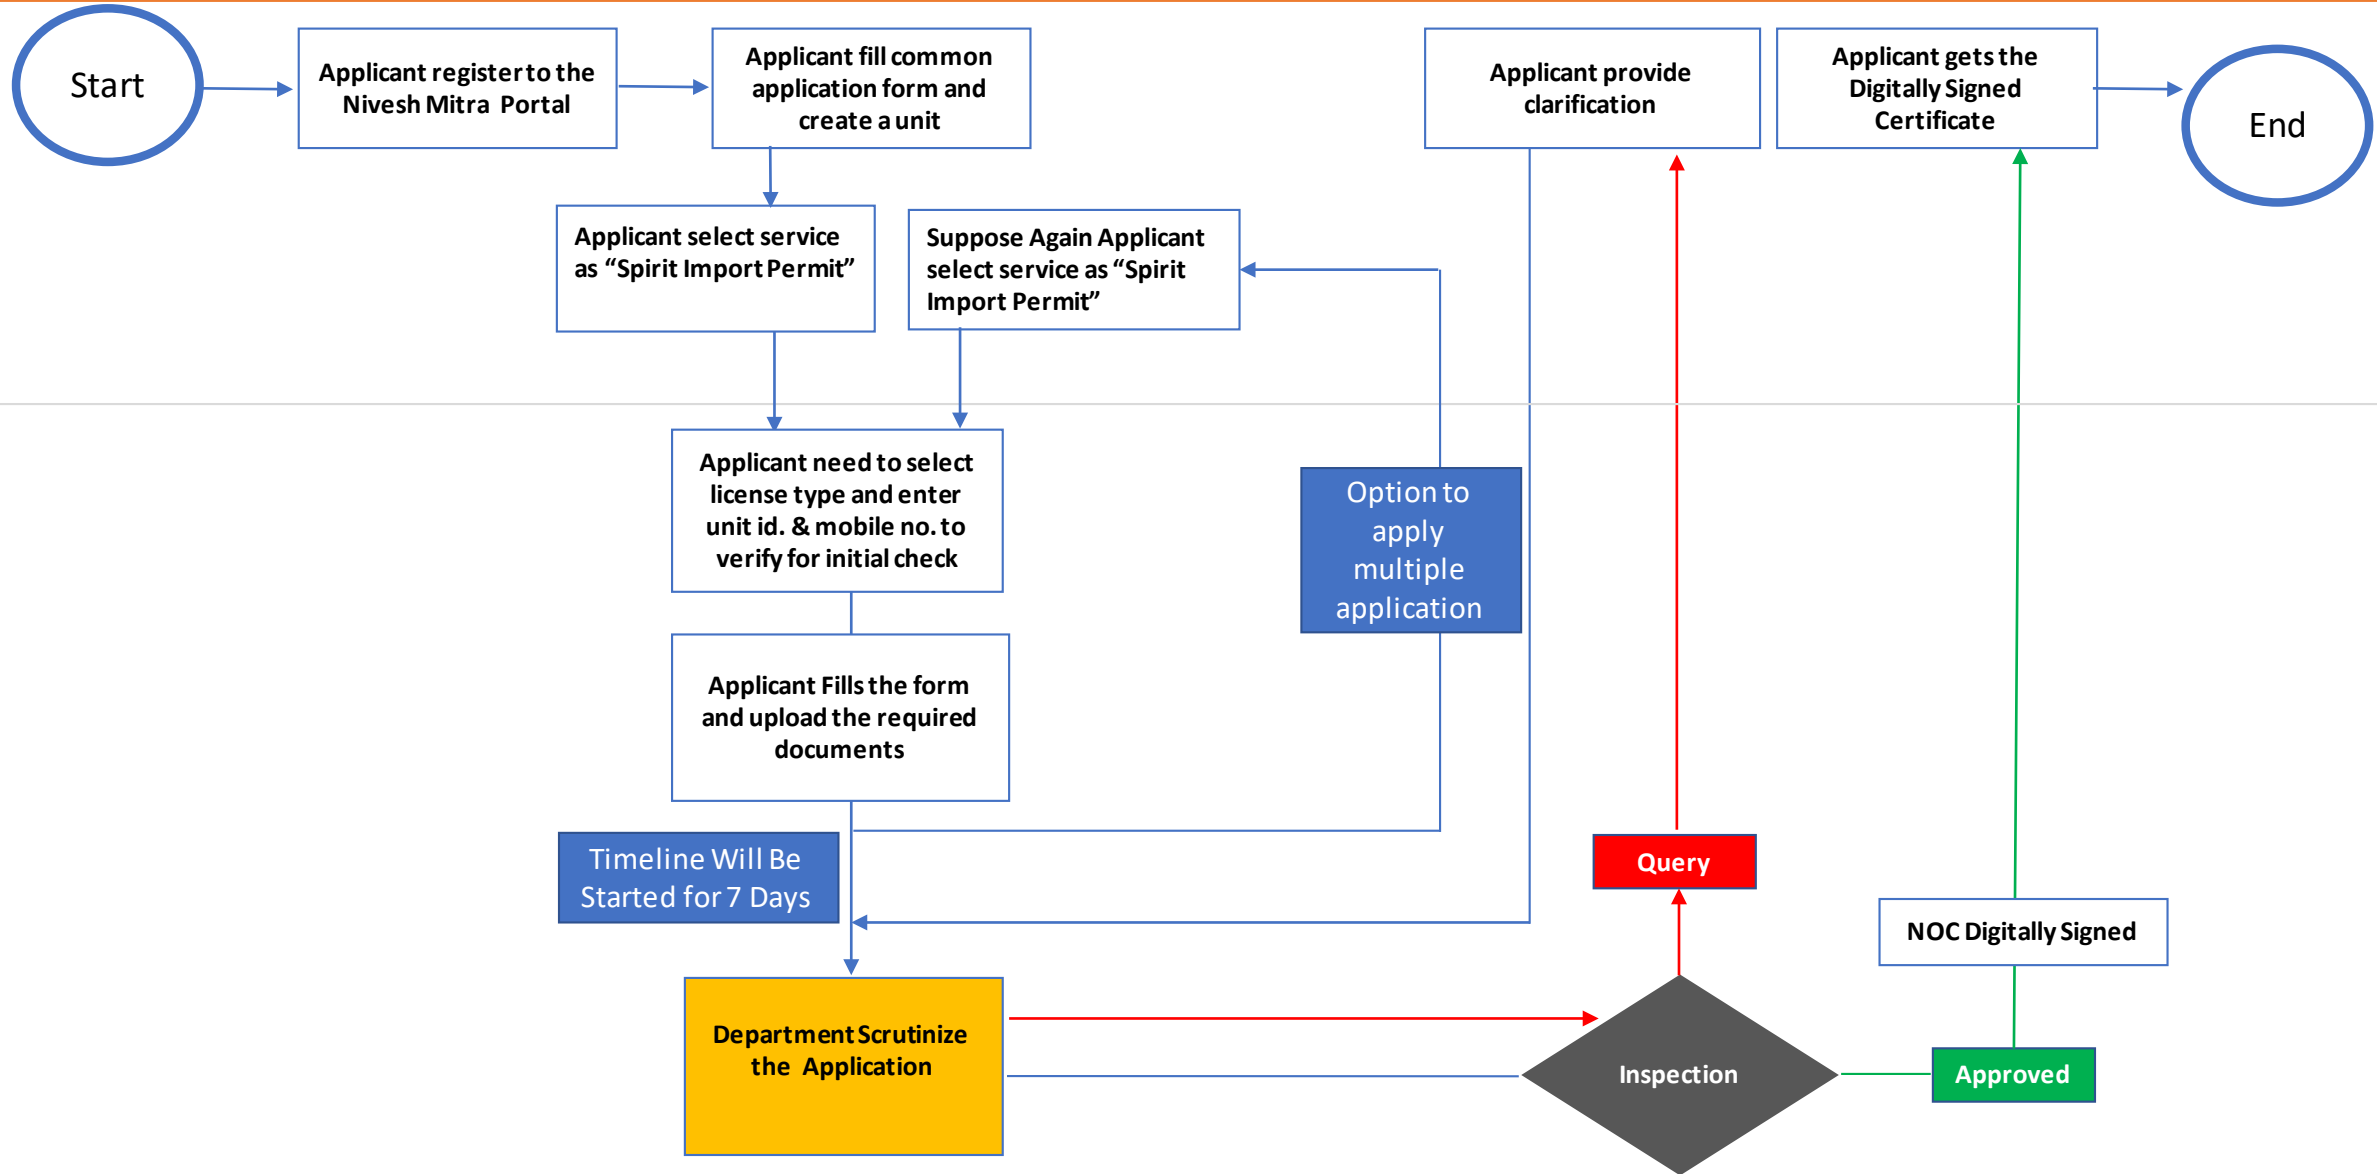 Start
Applicant register to the
Nivesh Mitra Portal
Applicant fill common
application form and
create a unit
Applicant provide
clarification
Applicant gets the
Digitally Signed
Certificate
End
Applicant select service
as “Spirit Import Permit”
Suppose Again Applicant
select service as “Spirit
Import Permit”
Applicant need to select
license type and enter
unit id. & mobile no. to
verify for initial check
Option to
apply
multiple
application
Applicant Fills the form
and upload the required
documents
Timeline Will Be
Started for 7 Days
Query
NOC Digitally Signed
Department Scrutinize
the Application
Inspection
Approved